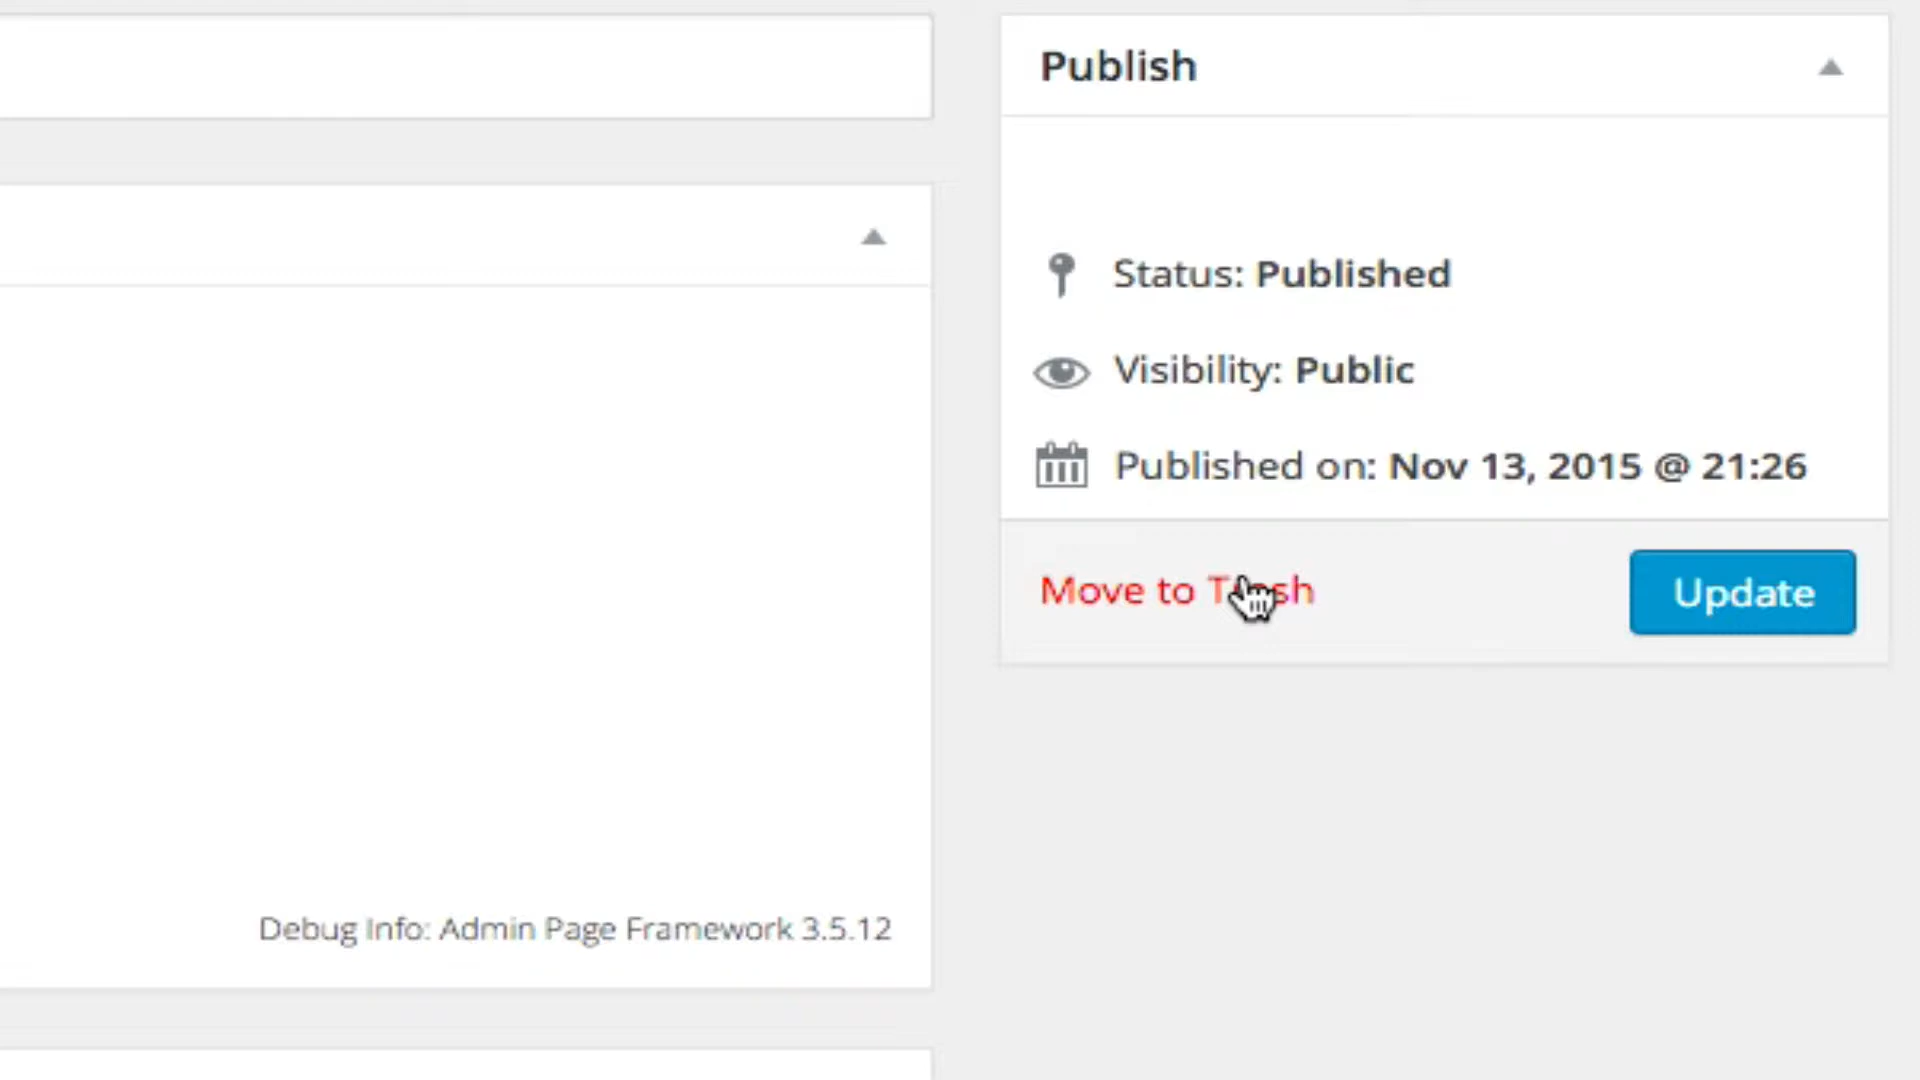 Publish
Status: Published
Visibility: Public
Published on: Nov 13, 2015 @ 21:26
Move to Trash
Update
Debug Info: Admin Page Framework 3.5.12